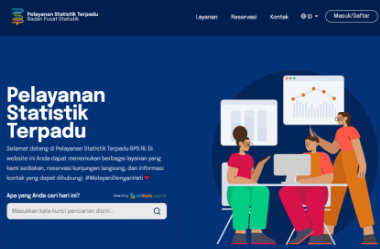 Pelayanan Statistik Terpadu
Badan Pusat Statistik
Layanan
Reservasi
Kontak
ID
Masuk/Daftar
Pelayanan
Statistik
Terpadu
Selamat datang di Pelayanan Statistik Terpadu BPS RI. Di
website ini Anda dapat menemukan berbagai layanan yang
kami sediakan, reservasi kunjungan langsung, dan informasi
kontak yang dapat dihubungi. #MelayaniDenganHati
Apa yang Anda cari hari ini?
Masukkan kata kunci pencarian disini...